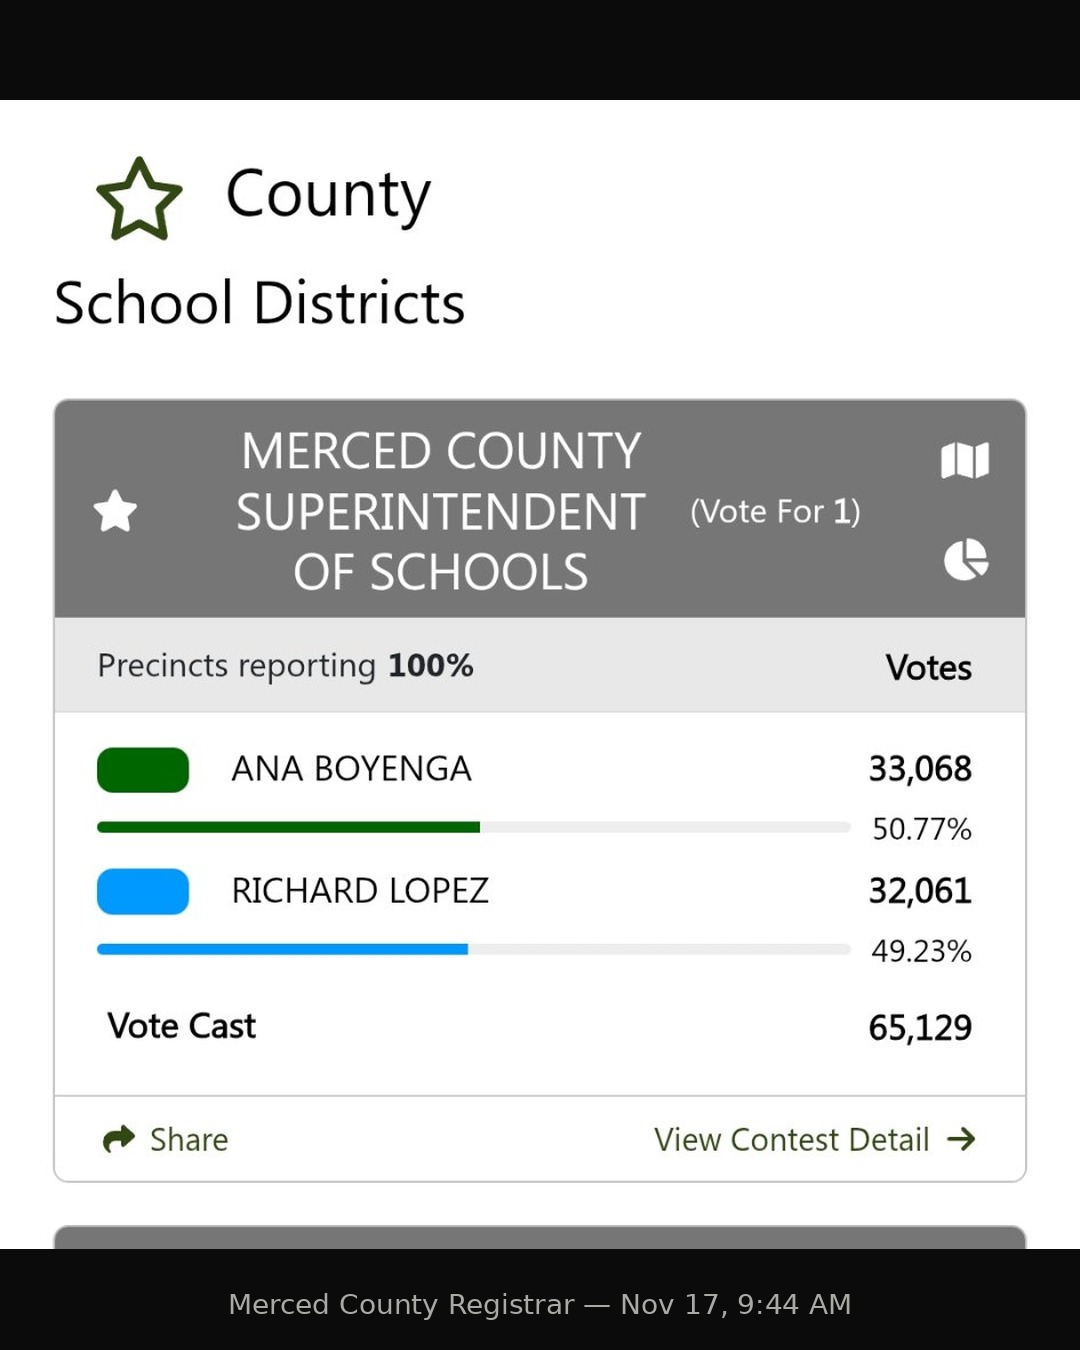 County
School Districts
MERCED COUNTY
SUPERINTENDENT
OF SCHOOLS
(Vote For 1)
Precincts reporting 100%
Votes
ANA BOYENGA
33,068
50.77%
RICHARD LOPEZ
32,061
49.23%
Vote Cast
65,129
Share
View Contest Detail
Merced County Registrar — Nov 17, 9:44 AM